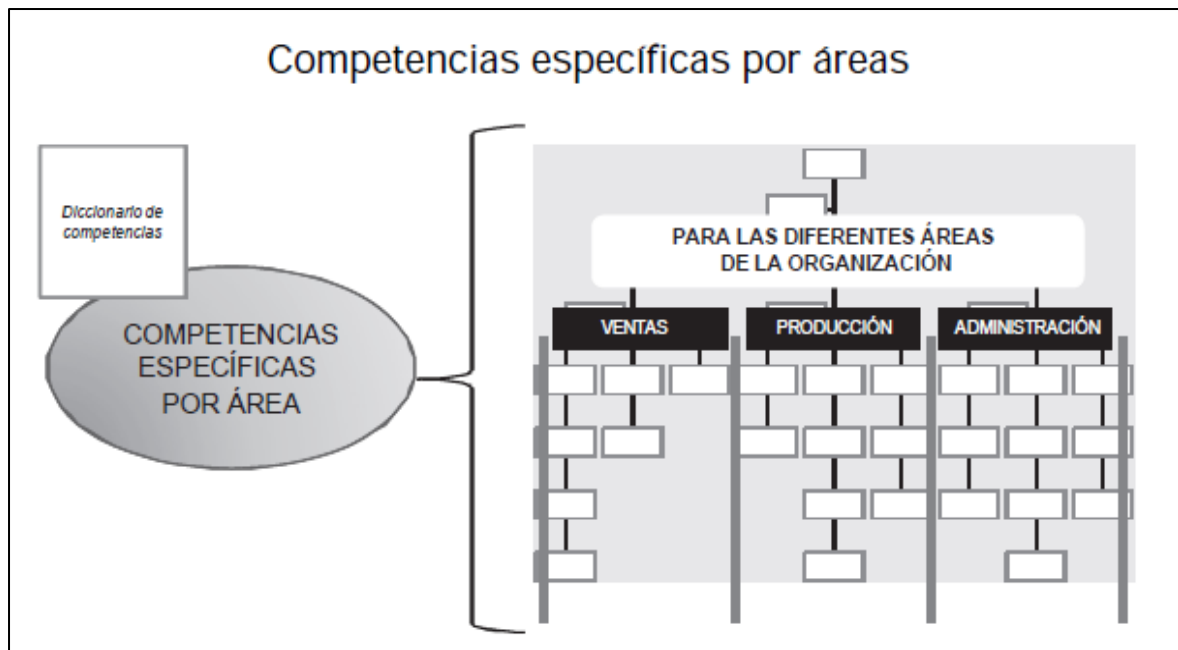 Competencias específicas por áreas
Diccionario de
competencias
COMPETENCIAS
ESPECÍFICAS
POR ÁREA
PARA LAS DIFERENTES ÁREAS
DE LA ORGANIZACIÓN
VENTAS
PRODUCCIÓN
ADMINISTRACIÓN